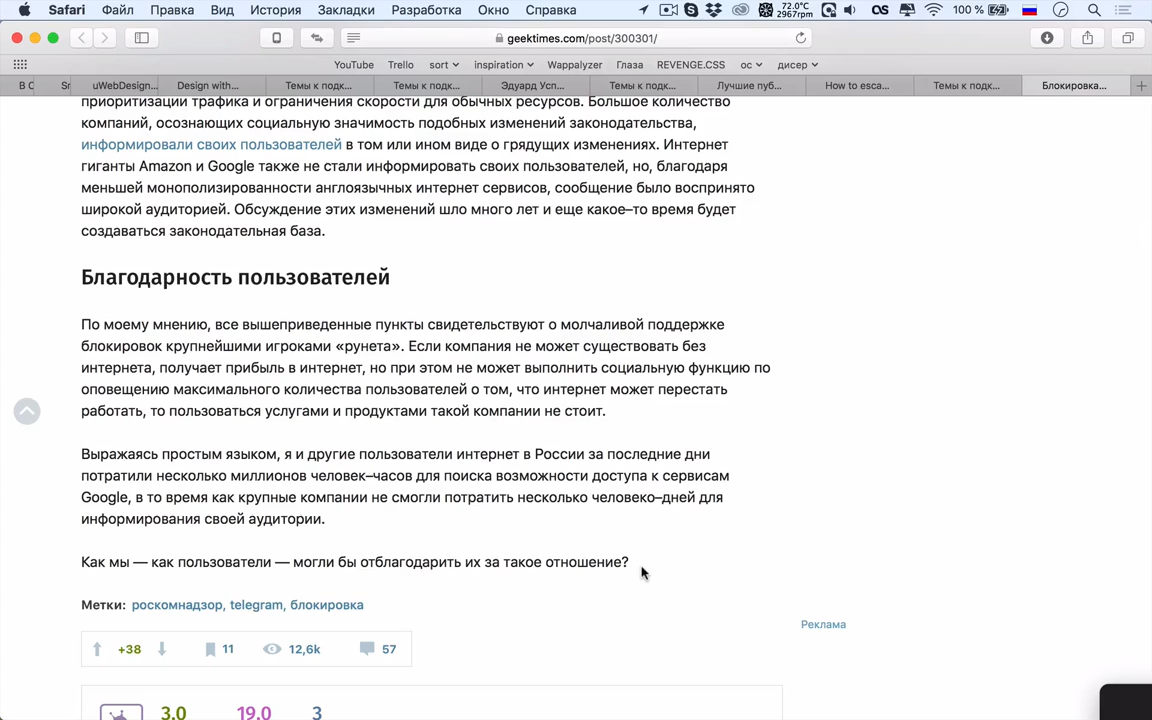 Safari Файл Правка Вид История Закладки Разработка Окно Справка 72.0°C 2967rpm 100 %
geektimes.com/post/300301/
YouTube Trello sort inspiration Wappalyzer Глаза REVENGE.CSS ос дисер
В С Sr uWebDesign... Design with... Темы к подк... Темы к подк... Эдуард Усп... Темы к подк... Лучшие пуб... How to esca... Темы к подк... Блокировка...
приоритизации трафика и ограничения скорости для обычных ресурсов. Большое количество
компаний, осознающих социальную значимость подобных изменений законодательства,
информировали своих пользователей в том или ином виде о грядущих изменениях. Интернет
гиганты Amazon и Google также не стали информировать своих пользователей, но, благодаря
меньшей монополизированности англоязычных интернет сервисов, сообщение было воспринято
широкой аудиторией. Обсуждение этих изменений шло много лет и еще какое–то время будет
создаваться законодательная база.
Благодарность пользователей
По моему мнению, все вышеприведенные пункты свидетельствуют о молчаливой поддержке
блокировок крупнейшими игроками «рунета». Если компания не может существовать без
интернета, получает прибыль в интернет, но при этом не может выполнить социальную функцию по
оповещению максимального количества пользователей о том, что интернет может перестать
работать, то пользоваться услугами и продуктами такой компании не стоит.
Выражаясь простым языком, я и другие пользователи интернет в России за последние дни
потратили несколько миллионов человек–часов для поиска возможности доступа к сервисам
Google, в то время как крупные компании не смогли потратить несколько человеко–дней для
информирования своей аудитории.
Как мы — как пользователи — могли бы отблагодарить их за такое отношение?
Метки: роскомнадзор, telegram, блокировка
Реклама
+38 11 12,6k 57
3,0 19,0 3